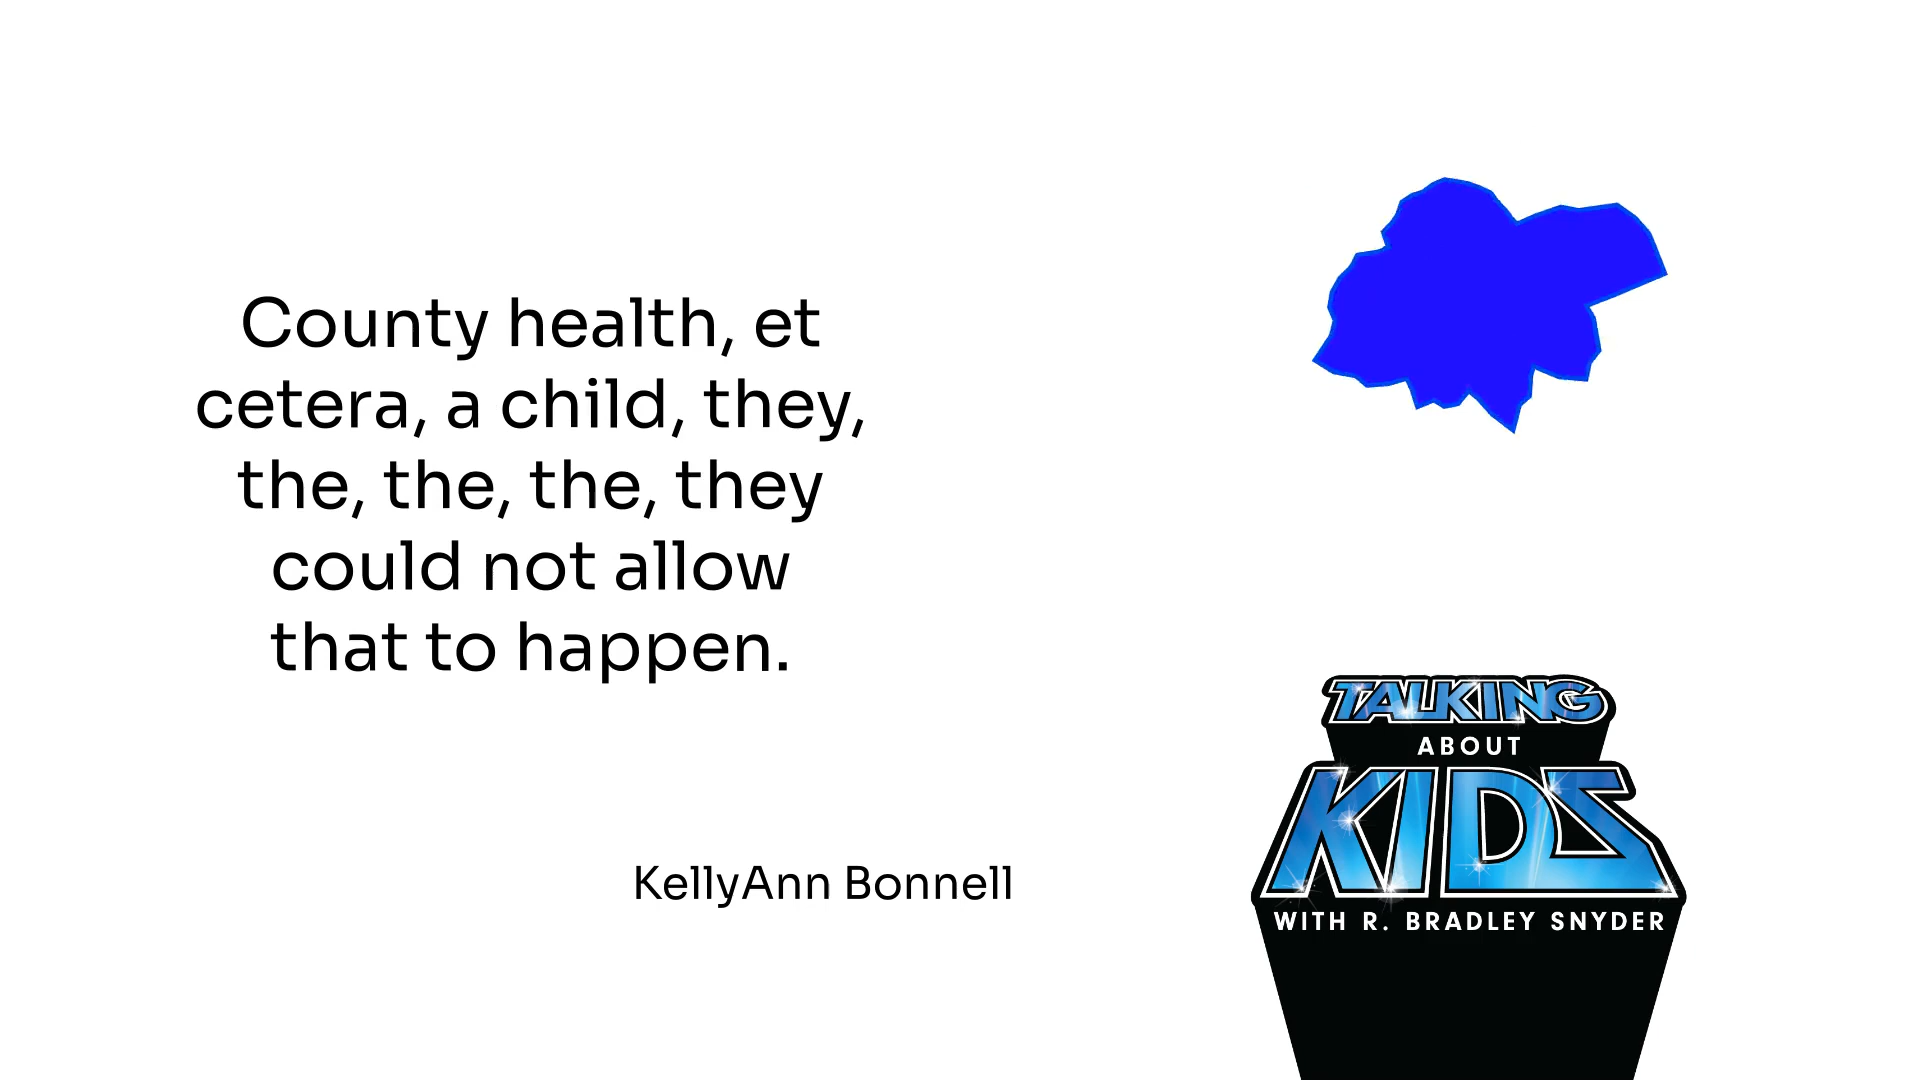 County health, et
cetera, a child, they,
the, the, the, they
could not allow
that to happen.
KellyAnn Bonnell
TALKING
ABOUT
KIDS
WITH R. BRADLEY SNYDER